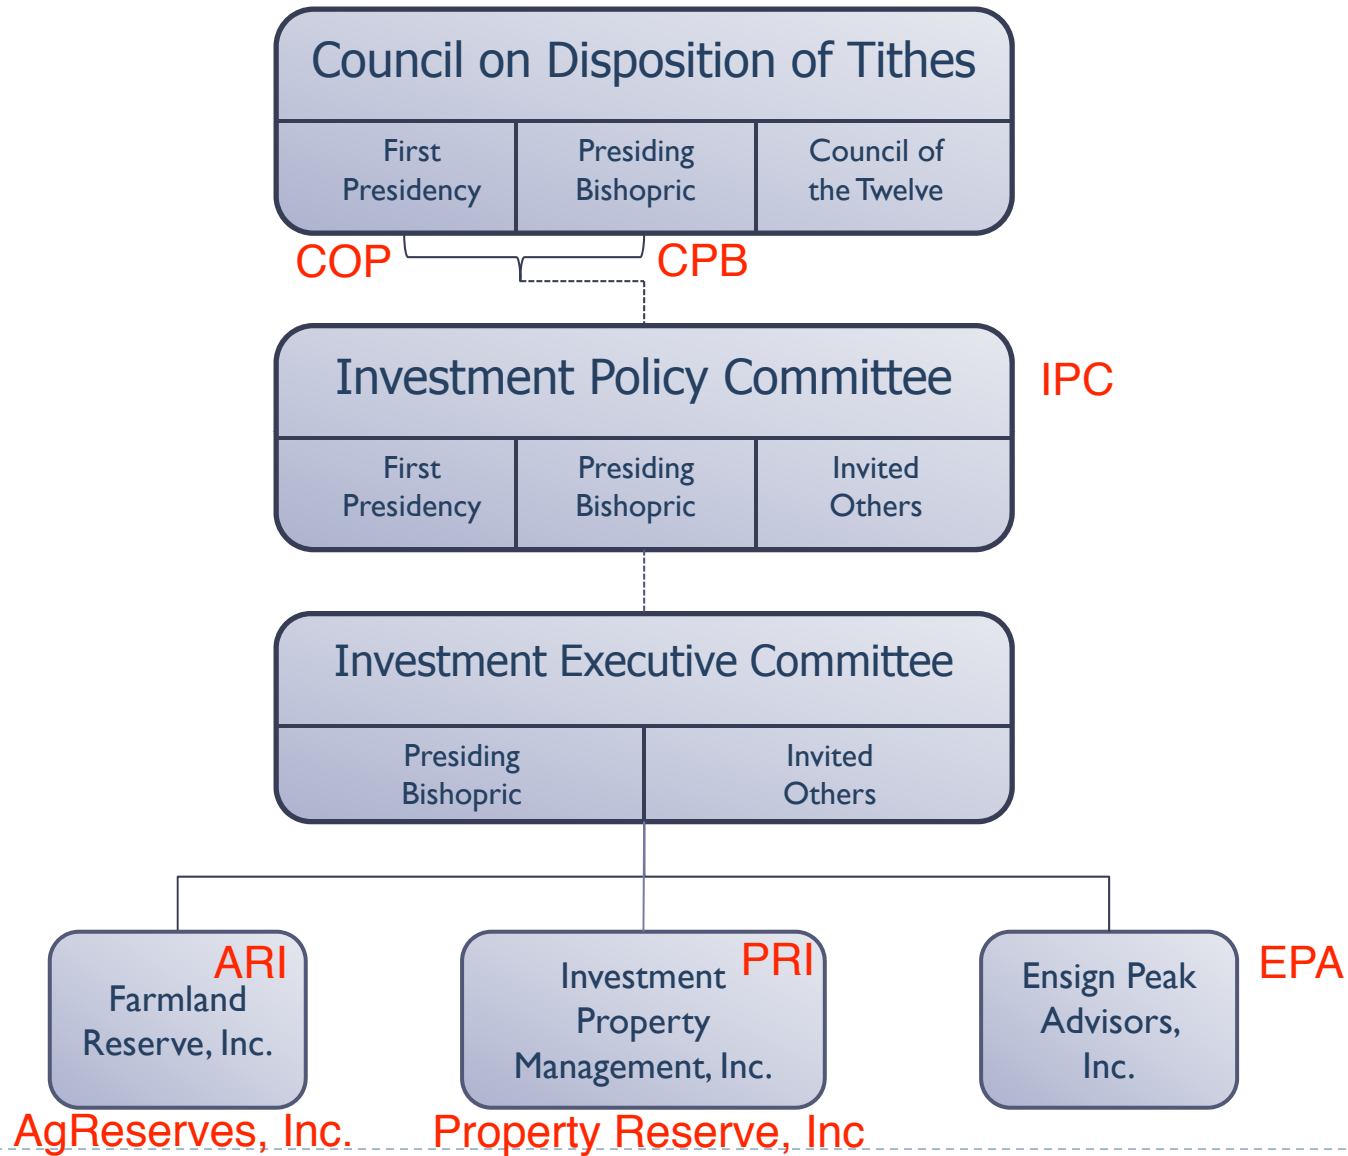 Council on Disposition of Tithes
First
Presidency
Presiding
Bishopric
Council of
the Twelve
COP
CPB
Investment Policy Committee
IPC
First
Presidency
Presiding
Bishopric
Invited
Others
Investment Executive Committee
Presiding
Bishopric
Invited
Others
ARI
Farmland
Reserve, Inc.
AgReserves, Inc.
PRI
Investment
Property
Management, Inc.
Property Reserve, Inc
Ensign Peak
Advisors,
Inc.
EPA